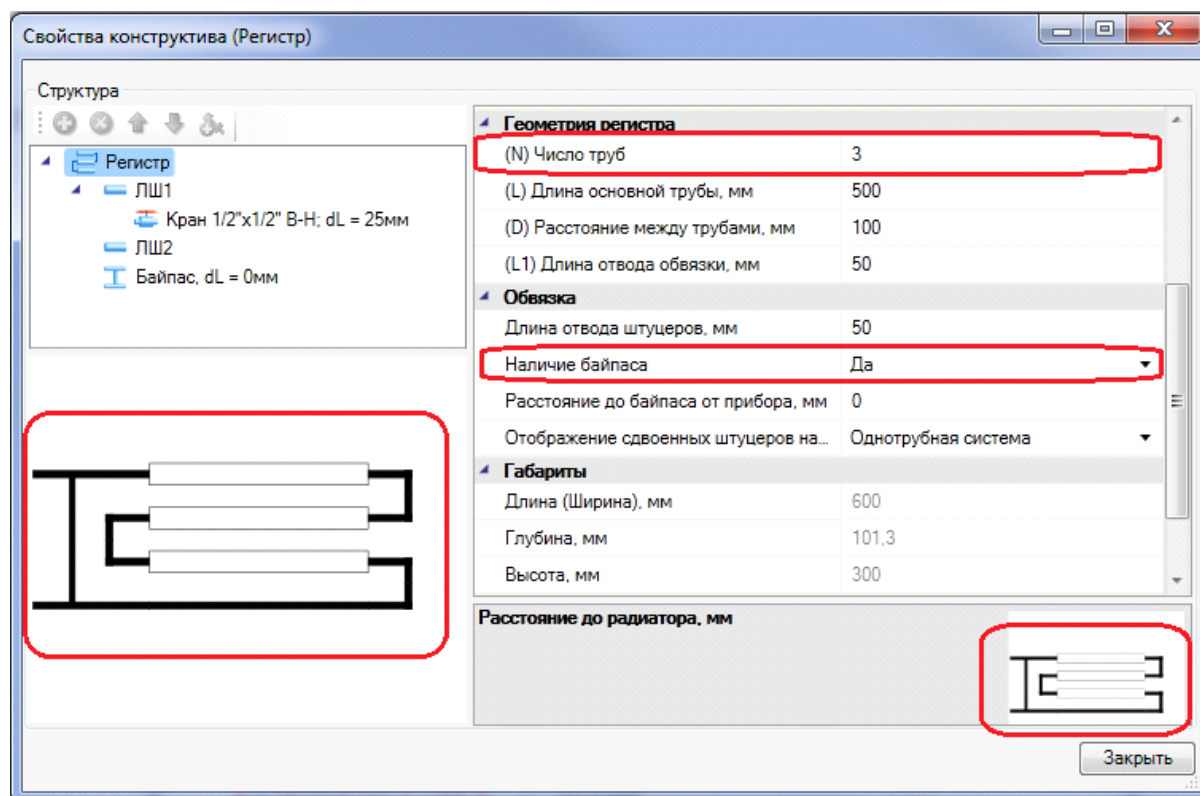 Свойства конструктива (Регистр)
Структура
Регистр
ЛШ1
Кран 1/2"x1/2" В-Н; dL = 25мм
ЛШ2
Байпас, dL = 0мм
Геометрия регистра
(N) Число труб 3
(L) Длина основной трубы, мм 500
(D) Расстояние между трубами, мм 100
(L1) Длина отвода обвязки, мм 50
Обвязка
Длина отвода штуцеров, мм 50
Наличие байпаса Да
Расстояние до байпаса от прибора, мм 0
Отображение сдвоенных штуцеров на... Однотрубная система
Габариты
Длина (Ширина), мм 600
Глубина, мм 101,3
Высота, мм 300
Расстояние до радиатора, мм
Закрыть